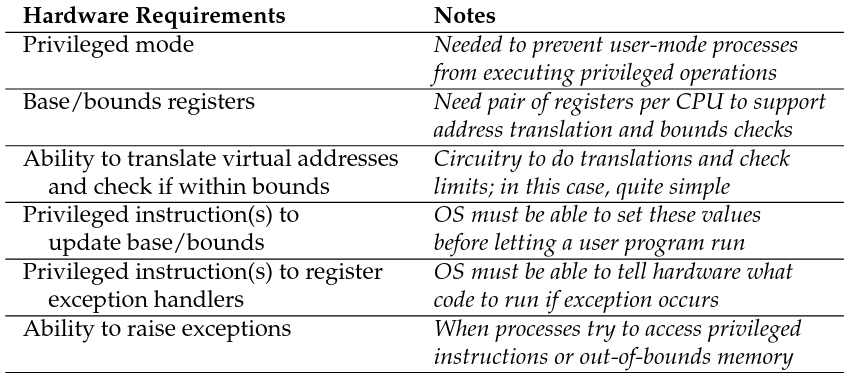 Hardware Requirements Notes
Privileged mode Needed to prevent user-mode processes
from executing privileged operations
Base/bounds registers Need pair of registers per CPU to support
address translation and bounds checks
Ability to translate virtual addresses Circuitry to do translations and check
and check if within bounds limits; in this case, quite simple
Privileged instruction(s) to OS must be able to set these values
update base/bounds before letting a user program run
Privileged instruction(s) to register OS must be able to tell hardware what
exception handlers code to run if exception occurs
Ability to raise exceptions When processes try to access privileged
instructions or out-of-bounds memory